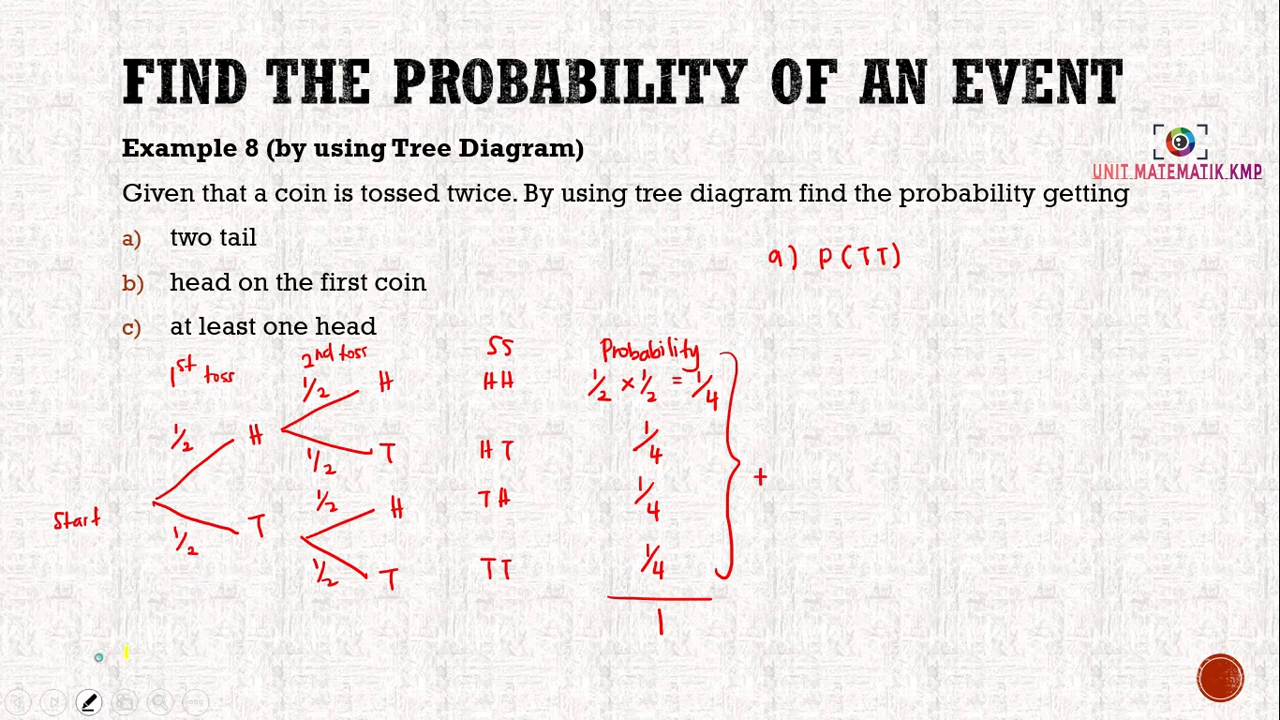 FIND THE PROBABILITY OF AN EVENT
Example 8 (by using Tree Diagram)
UNIT.MATEMATIK.KMP
Given that a coin is tossed twice. By using tree diagram find the probability getting
a) two tail
a) P(TT)
b) head on the first coin
c) at least one head
1st toss 2nd toss SS Probability
1/2 H HH 1/2 × 1/2 = 1/4
1/2 H
1/2 T HT 1/4
+
1/2 H TH 1/4
Start
1/2 T
1/2 T TT 1/4
1